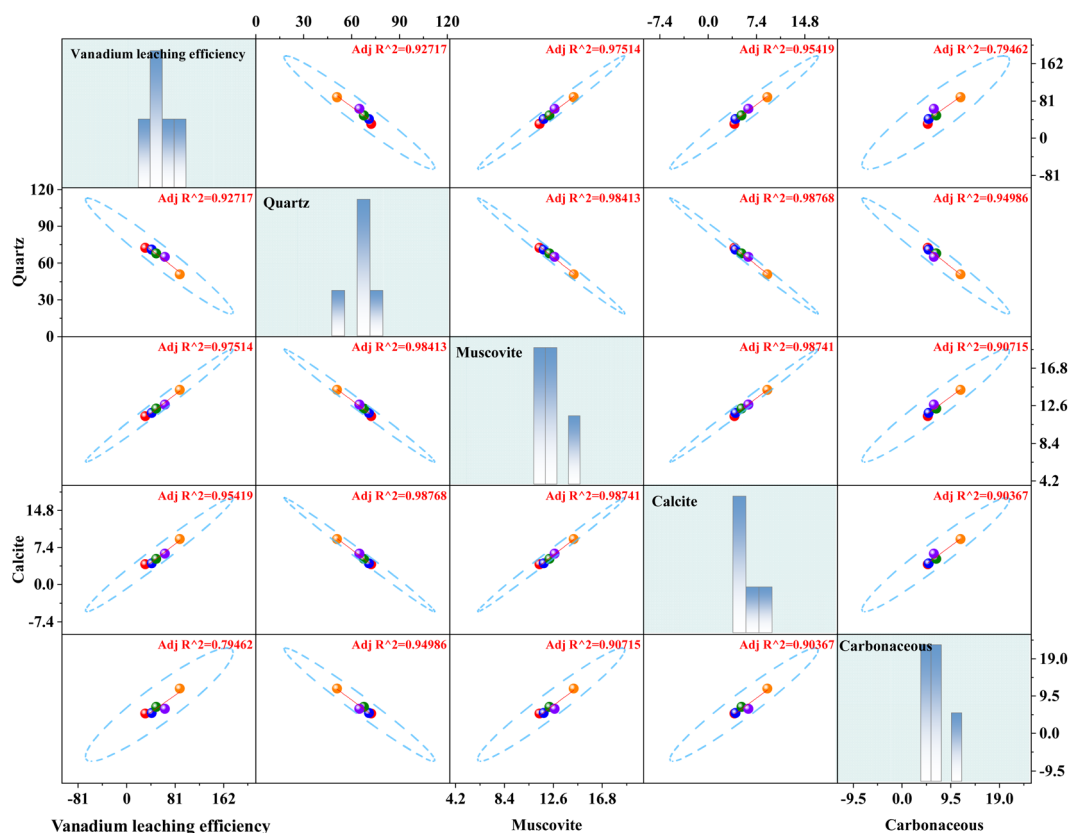 0 30 60 90 120
-7.4 0.0 7.4 14.8
Vanadium leaching efficiency
Adj R^2=0.92717
Adj R^2=0.97514
Adj R^2=0.95419
Adj R^2=0.79462
162
81
0
-81
120
90
60
30
0
Quartz
Adj R^2=0.92717
Quartz
Adj R^2=0.98413
Adj R^2=0.98768
Adj R^2=0.94986
Adj R^2=0.97514
Adj R^2=0.98413
Muscovite
Adj R^2=0.98741
Adj R^2=0.90715
16.8
12.6
8.4
4.2
14.8
7.4
0.0
-7.4
Calcite
Adj R^2=0.95419
Adj R^2=0.98768
Adj R^2=0.98741
Calcite
Adj R^2=0.90367
Adj R^2=0.79462
Adj R^2=0.94986
Adj R^2=0.90715
Adj R^2=0.90367
Carbonaceous
19.0
9.5
0.0
-9.5
-81 0 81 162
4.2 8.4 12.6 16.8
-9.5 0.0 9.5 19.0
Vanadium leaching efficiency
Muscovite
Carbonaceous